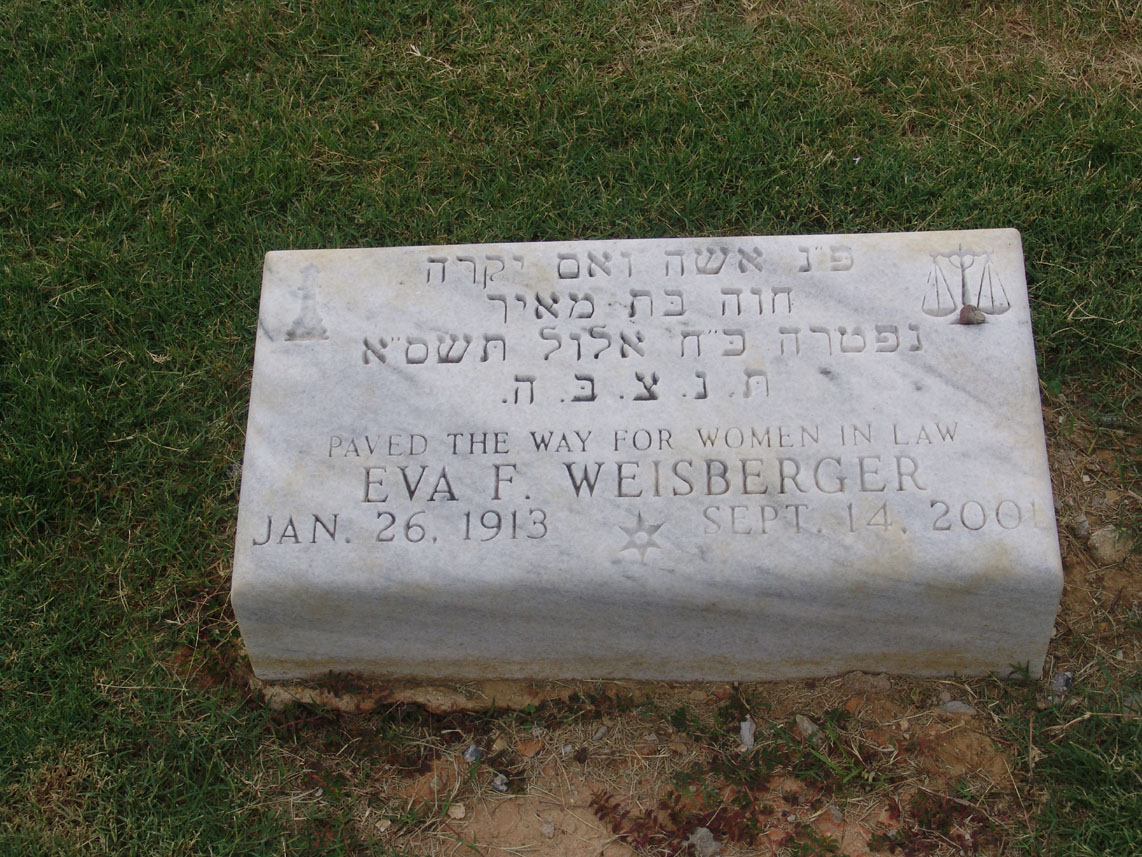 פ״נ אשה ואם יקרה
חוה בת מאיר
נפטרה כ״ח אלול תשס״א
ת. נ. צ. ב. ה.
PAVED THE WAY FOR WOMEN IN LAW
EVA F. WEISBERGER
JAN. 26, 1913 SEPT. 14, 2001